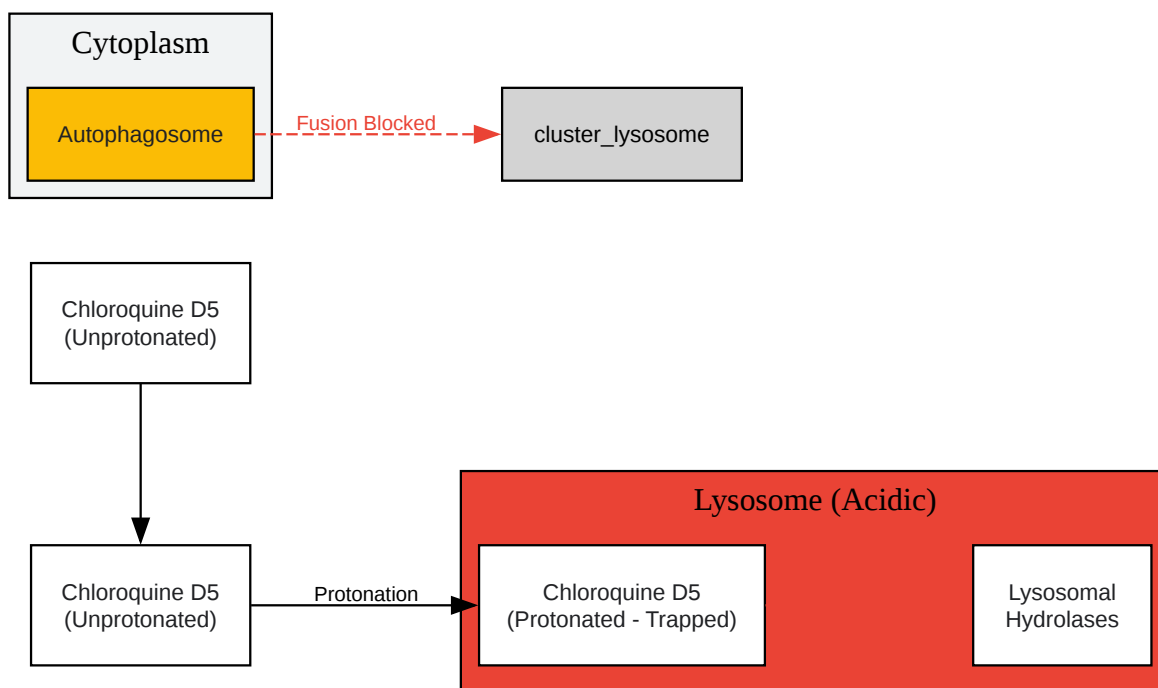 Cytoplasm
Autophagosome
Fusion Blocked
cluster_lysosome
Chloroquine D5
(Unprotonated)
Chloroquine D5
(Unprotonated)
Protonation
Lysosome (Acidic)
Chloroquine D5
(Protonated - Trapped)
Lysosomal
Hydrolases